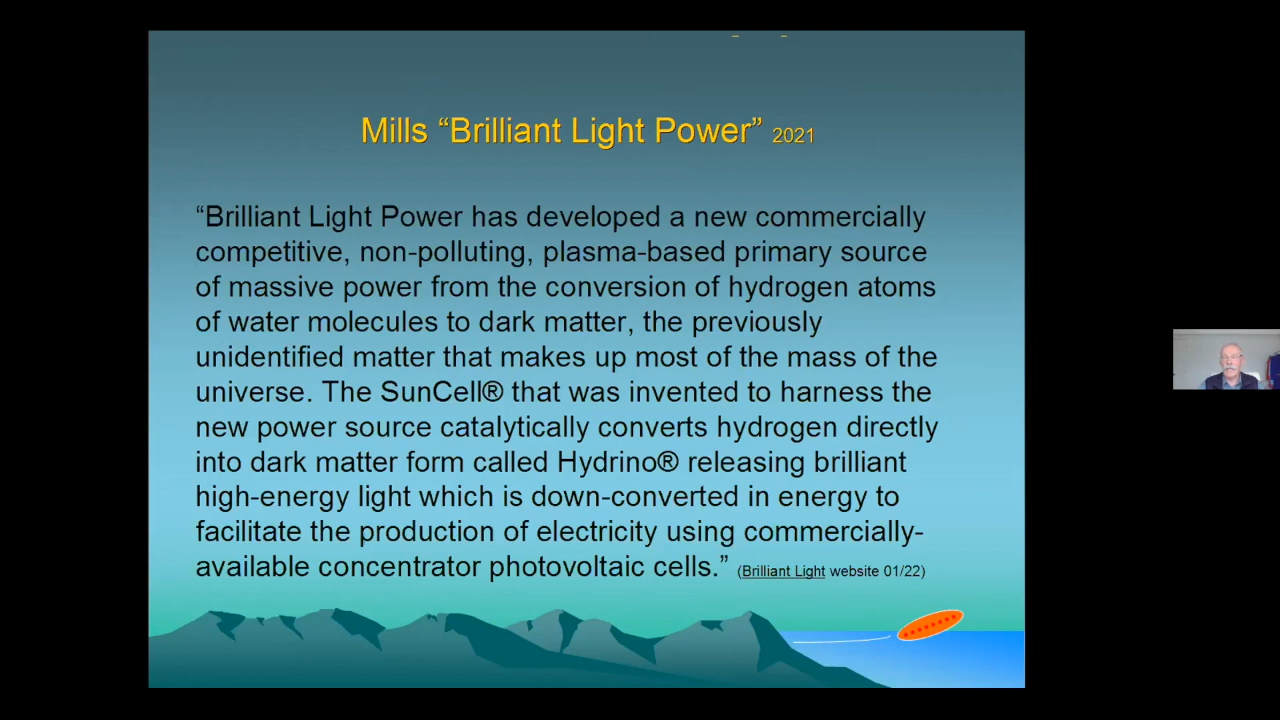 Mills “Brilliant Light Power” 2021
“Brilliant Light Power has developed a new commercially
competitive, non-polluting, plasma-based primary source
of massive power from the conversion of hydrogen atoms
of water molecules to dark matter, the previously
unidentified matter that makes up most of the mass of the
universe. The SunCell® that was invented to harness the
new power source catalytically converts hydrogen directly
into dark matter form called Hydrino® releasing brilliant
high-energy light which is down-converted in energy to
facilitate the production of electricity using commercially-
available concentrator photovoltaic cells.” (Brilliant Light website 01/22)